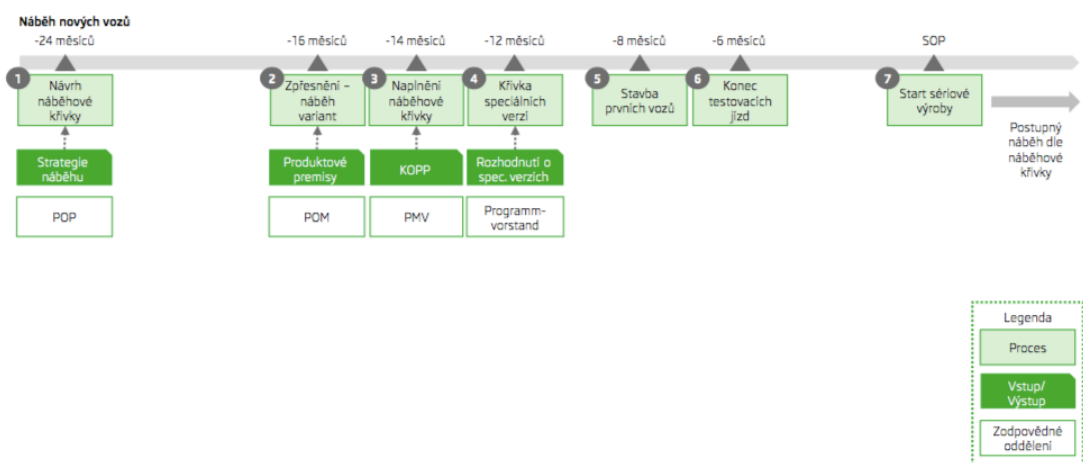 Náběh nových vozů
-24 měsíců
-16 měsíců
-14 měsíců
-12 měsíců
-8 měsíců
-6 měsíců
SOP
1
Návrh
náběhové
křivky
2
Zpřesnění –
náběh
variant
3
Naplnění
náběhové
křivky
4
Křivka
speciálních
verzí
5
Stavba
prvních vozů
6
Konec
testovacích
jízd
7
Start sériové
výroby
Postupný
náběh dle
náběhové
křivky
Strategie
náběhu
Produktové
premisy
KOPP
Rozhodnutí o
spec. verzích
POP
POM
PMV
Programm-
vorstand
Legenda
Proces
Vstup/
Výstup
Zodpovědné
oddělení